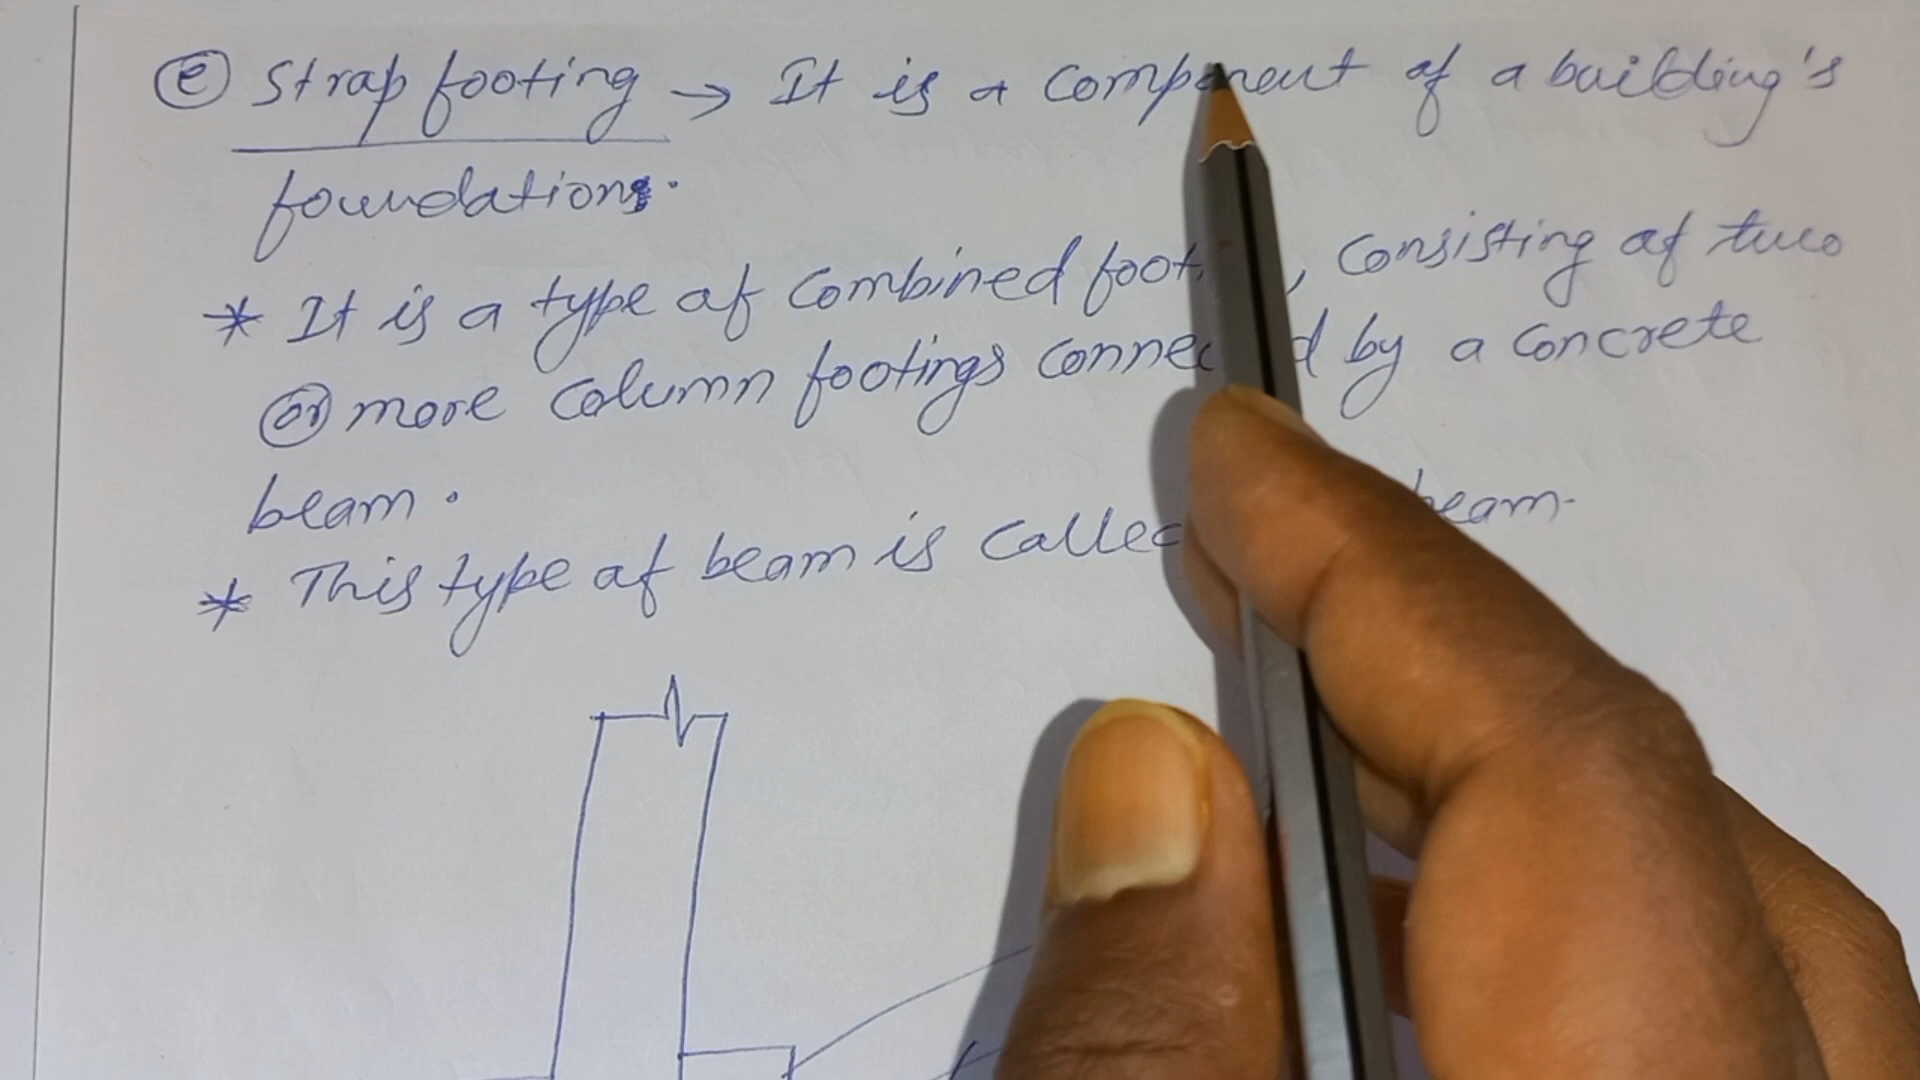 (e) Strap footing → It is a component of a building's
foundations.
* It is a type of combined foot , consisting of two
(or) more column footings connec d by a concrete
beam.
* This type of beam is called beam.